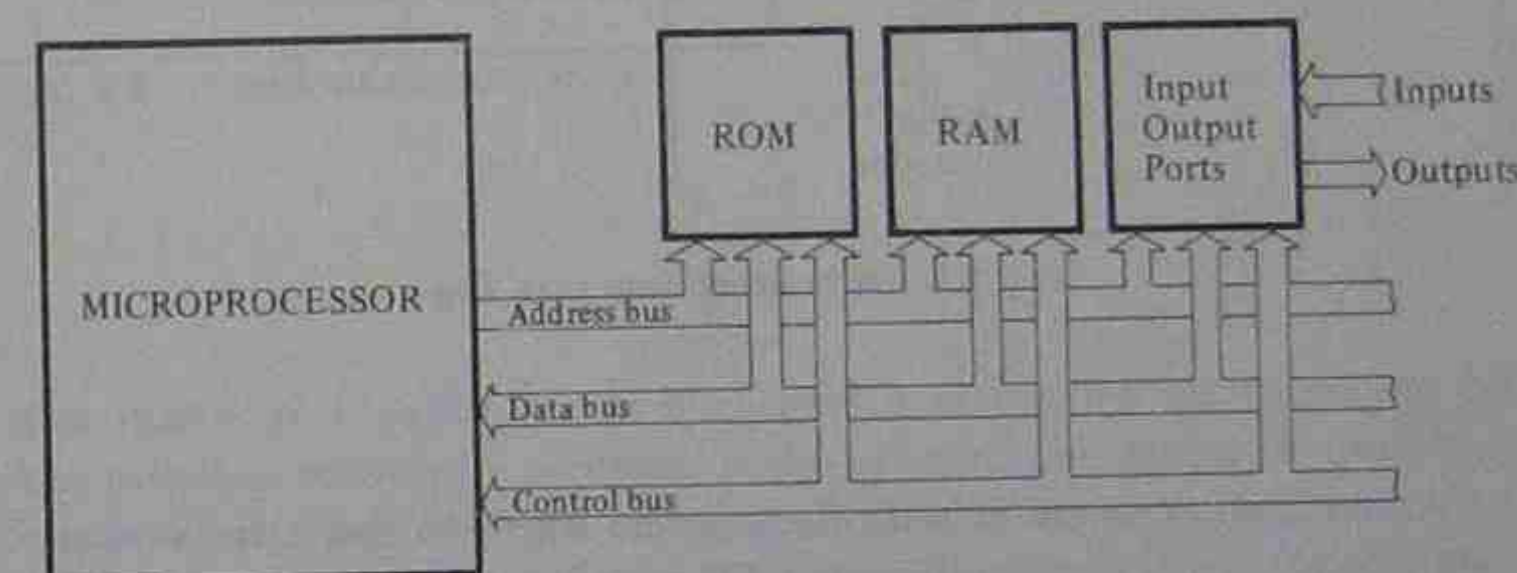 MICROPROCESSOR
ROM
RAM
Input
Output
Ports
Inputs
Outputs
Address bus
Data bus
Control bus